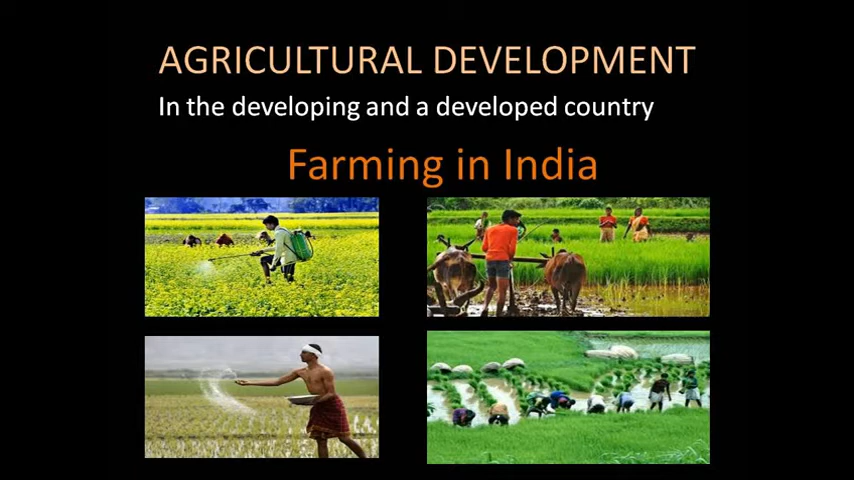 AGRICULTURAL DEVELOPMENT
In the developing and a developed country
Farming in India